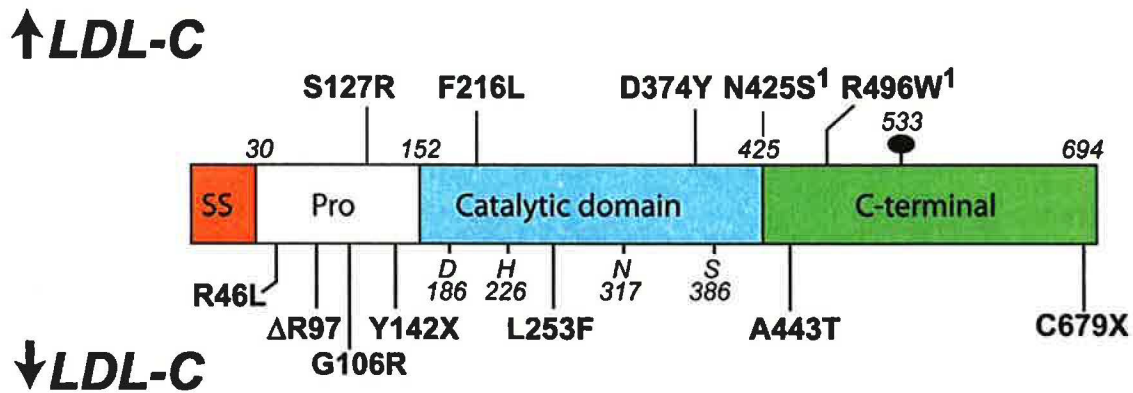 ↑LDL-C
S127R F216L D374Y N425S¹ R496W¹
30 152 425 533 694
SS Pro Catalytic domain C-terminal
D H N S
186 226 317 386
R46L ΔR97 Y142X L253F A443T C679X
G106R
↓LDL-C